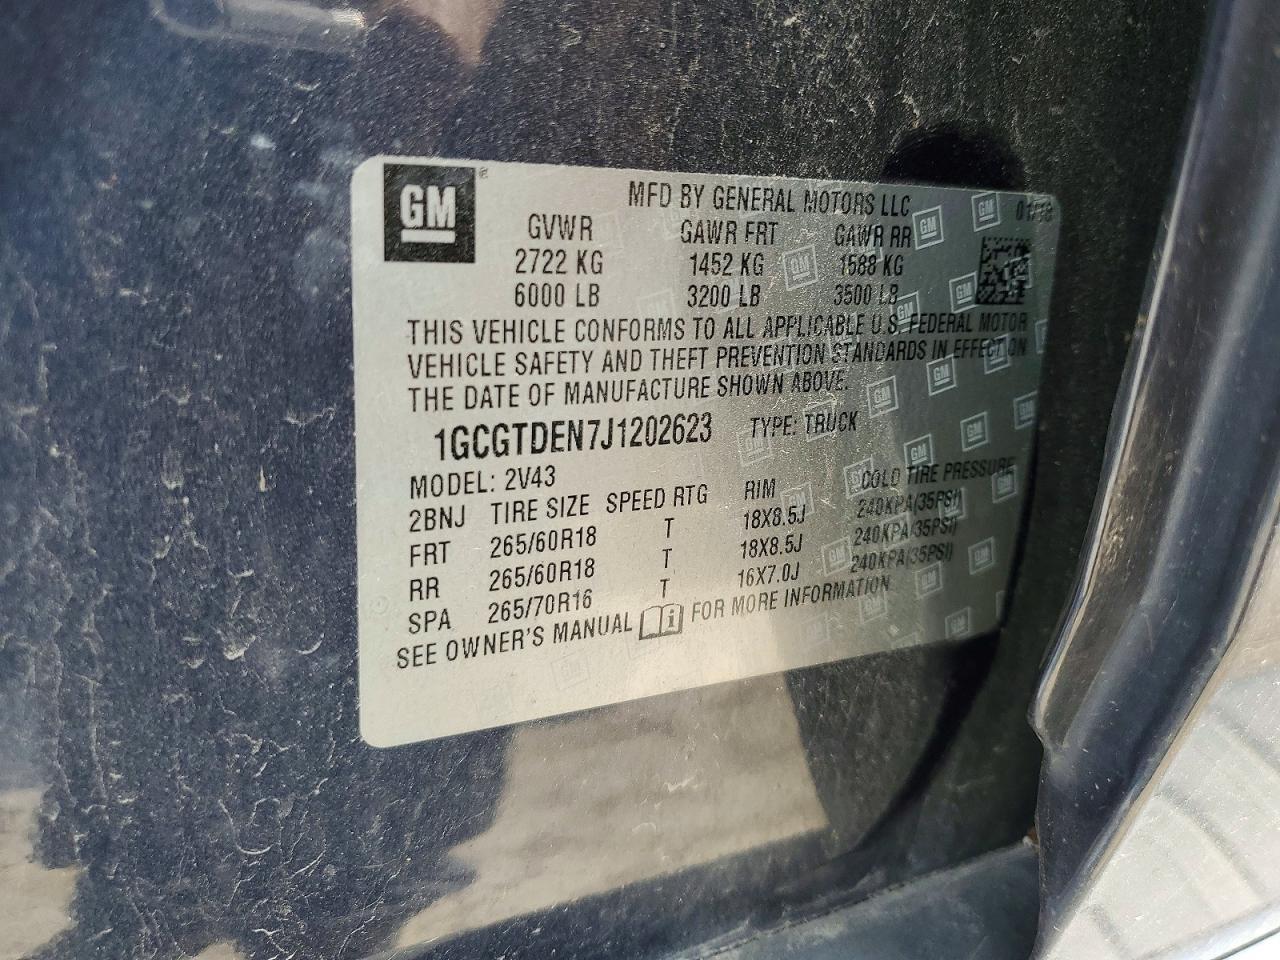 GM
MFD BY GENERAL MOTORS LLC 01/18
GVWR GAWR FRT GAWR RR
2722 KG 1452 KG 1588 KG
6000 LB 3200 LB 3500 LB
THIS VEHICLE CONFORMS TO ALL APPLICABLE U.S. FEDERAL MOTOR
VEHICLE SAFETY AND THEFT PREVENTION STANDARDS IN EFFECT ON
THE DATE OF MANUFACTURE SHOWN ABOVE.
1GCGTDEN7J1202623 TYPE: TRUCK
MODEL: 2V43
2BNJ TIRE SIZE SPEED RTG RIM COLD TIRE PRESSURE
FRT 265/60R18 T 18X8.5J 240KPA(35PSI)
RR 265/60R18 T 18X8.5J 240KPA(35PSI)
SPA 265/70R16 T 16X7.0J 240KPA(35PSI)
SEE OWNER'S MANUAL FOR MORE INFORMATION